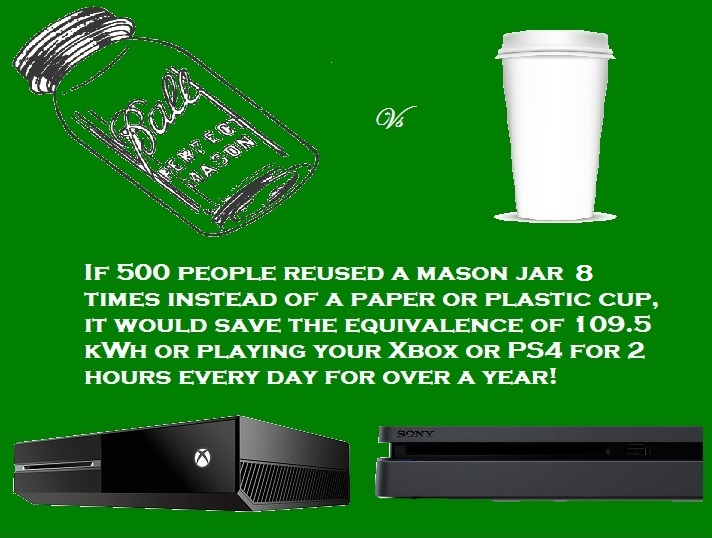 Ball
PERFECT
MASON
Vs
IF 500 PEOPLE REUSED A MASON JAR 8
TIMES INSTEAD OF A PAPER OR PLASTIC CUP,
IT WOULD SAVE THE EQUIVALENCE OF 109.5
KWH OR PLAYING YOUR XBOX OR PS4 FOR 2
HOURS EVERY DAY FOR OVER A YEAR!
SONY